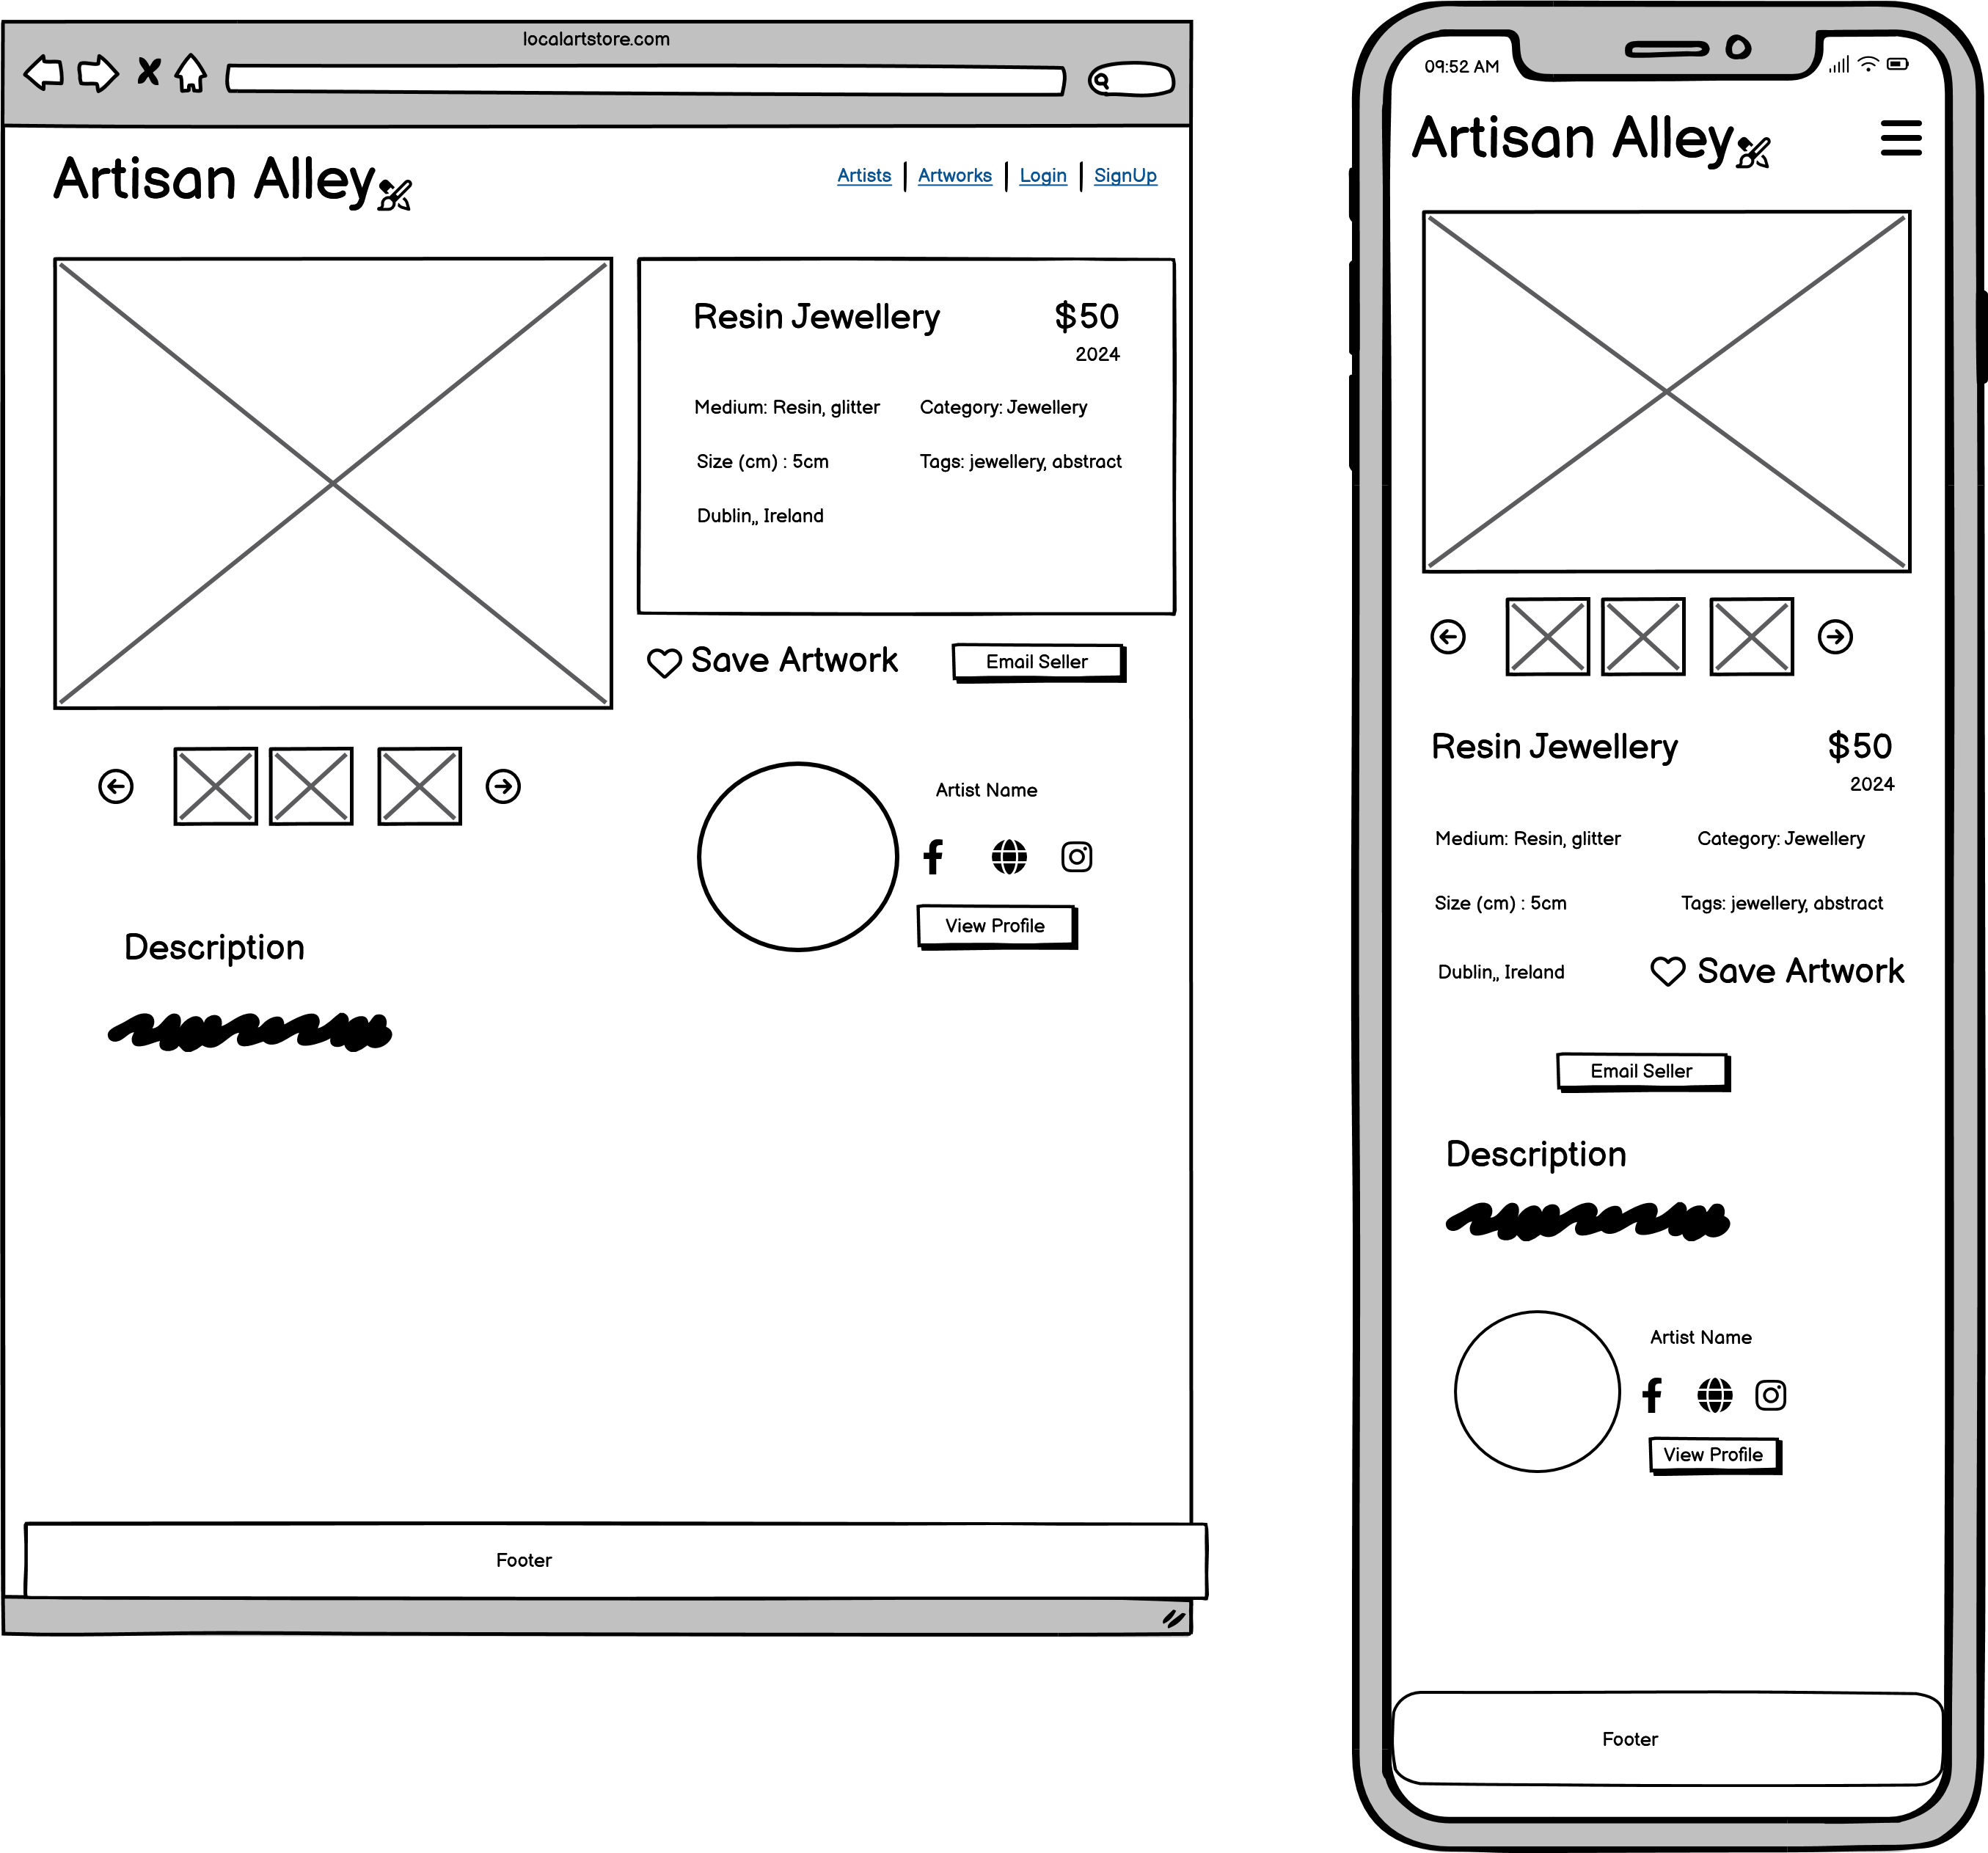 localartstore.com
Artisan Alley
Artists | Artworks | Login | SignUp
Resin Jewellery $50
2024
Medium: Resin, glitter Category: Jewellery
Size (cm) : 5cm Tags: jewellery, abstract
Dublin,, Ireland
Save Artwork Email Seller
Artist Name
View Profile
Description
Footer
09:52 AM
Artisan Alley
Resin Jewellery $50
2024
Medium: Resin, glitter Category: Jewellery
Size (cm) : 5cm Tags: jewellery, abstract
Dublin,, Ireland Save Artwork
Email Seller
Description
Artist Name
View Profile
Footer